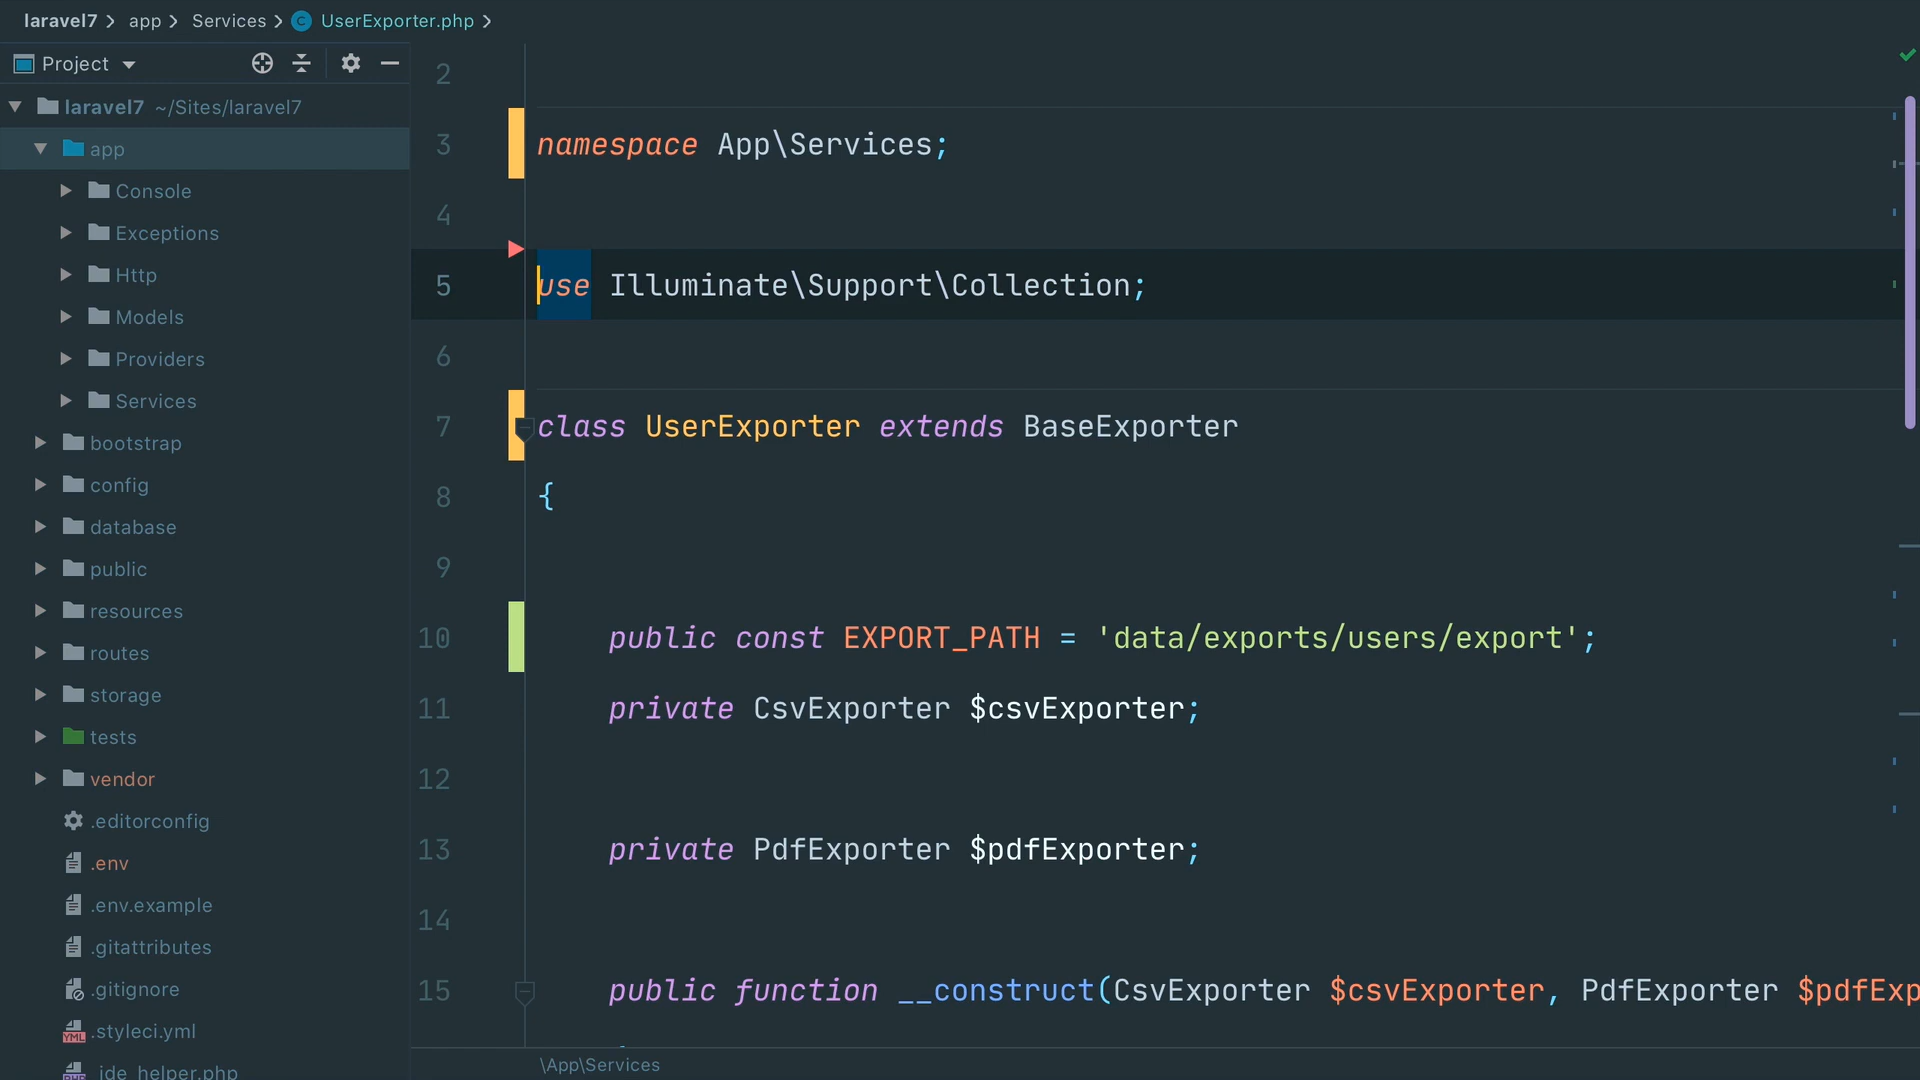 laravel7 app Services UserExporter.php
Project
laravel7 ~/Sites/laravel7
app
Console
Exceptions
Http
Models
Providers
Services
bootstrap
config
database
public
resources
routes
storage
tests
vendor
.editorconfig
.env
.env.example
.gitattributes
.gitignore
.styleci.yml
_ide_helper.php
2
3 namespace App\Services;
4
5 use Illuminate\Support\Collection;
6
7 class UserExporter extends BaseExporter
8 {
9
10 public const EXPORT_PATH = 'data/exports/users/export';
11 private CsvExporter $csvExporter;
12
13 private PdfExporter $pdfExporter;
14
15 public function __construct(CsvExporter $csvExporter, PdfExporter $pdfExp
\App\Services